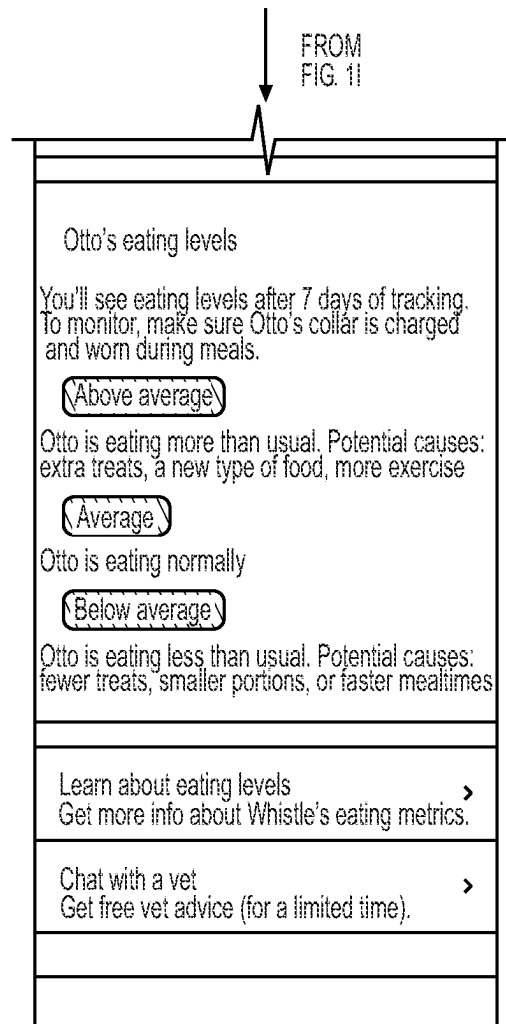 FROM
FIG. 1I
Otto's eating levels
You'll see eating levels after 7 days of tracking.
To monitor, make sure Otto's collar is charged
and worn during meals.
Above average
Otto is eating more than usual. Potential causes:
extra treats, a new type of food, more exercise
Average
Otto is eating normally
Below average
Otto is eating less than usual. Potential causes:
fewer treats, smaller portions, or faster mealtimes
Learn about eating levels
Get more info about Whistle's eating metrics.
Chat with a vet
Get free vet advice (for a limited time).